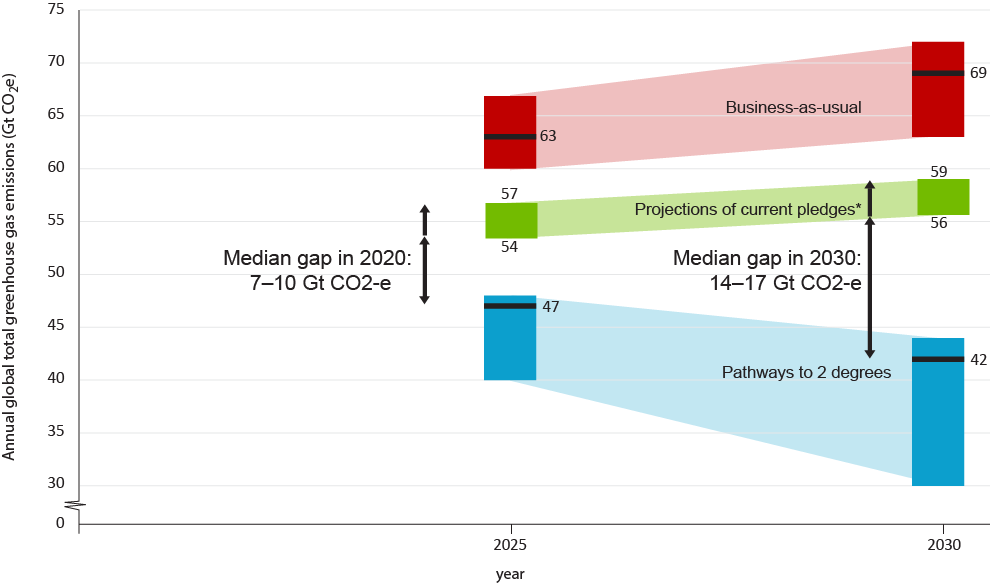 Annual global total greenhouse gas emissions (Gt CO2e)
75
70
65
60
55
50
45
40
35
30
0
63
57
54
47
Median gap in 2020:
7–10 Gt CO2-e
Business-as-usual
69
Projections of current pledges*
59
56
Median gap in 2030:
14–17 Gt CO2-e
Pathways to 2 degrees
42
2025
2030
year